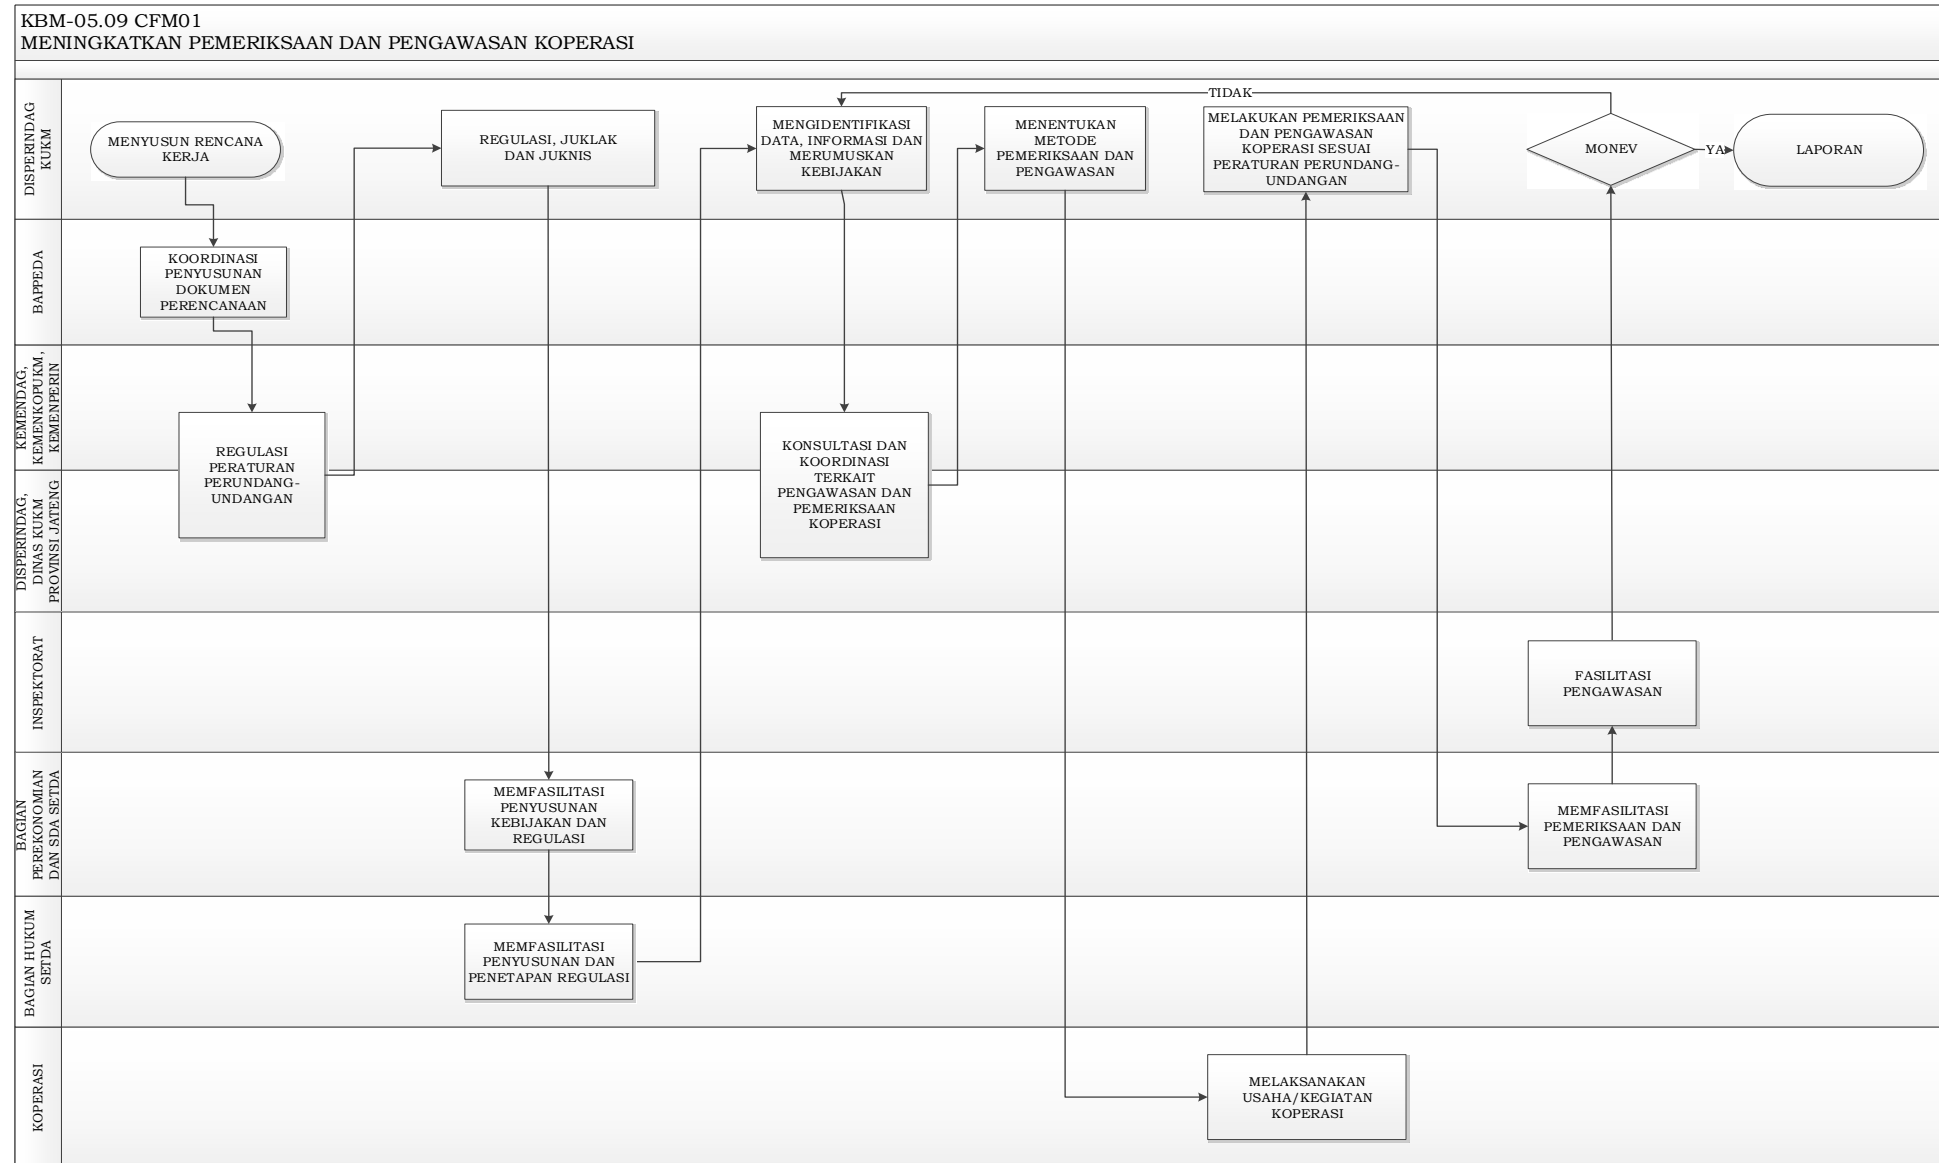 KBM-05.09 CFM01
MENINGKATKAN PEMERIKSAAN DAN PENGAWASAN KOPERASI
DISPERINDAG
KUKM
MENYUSUN RENCANA
KERJA
REGULASI, JUKLAK
DAN JUKNIS
MENGIDENTIFIKASI
DATA, INFORMASI DAN
MERUMUSKAN
KEBIJAKAN
MENENTUKAN
METODE
PEMERIKSAAN DAN
PENGAWASAN
TIDAK
MELAKUKAN PEMERIKSAAN
DAN PENGAWASAN
KOPERASI SESUAI
PERATURAN PERUNDANG-
UNDANGAN
MONEV
YA
LAPORAN
BAPPEDA
KOORDINASI
PENYUSUNAN
DOKUMEN
PERENCANAAN
KEMENDAG,
KEMENKOPUKM,
KEMENPERIN
REGULASI
PERATURAN
PERUNDANG-
UNDANGAN
KONSULTASI DAN
KOORDINASI
TERKAIT
PENGAWASAN DAN
PEMERIKSAAN
KOPERASI
DISPERINDAG,
DINAS KUKM
PROVINSI JATENG
INSPEKTORAT
FASILITASI
PENGAWASAN
BAGIAN
PEREKONOMIAN
DAN SDA SETDA
MEMFASILITASI
PENYUSUNAN
KEBIJAKAN DAN
REGULASI
MEMFASILITASI
PEMERIKSAAN DAN
PENGAWASAN
BAGIAN HUKUM
SETDA
MEMFASILITASI
PENYUSUNAN DAN
PENETAPAN REGULASI
KOPERASI
MELAKSANAKAN
USAHA/KEGIATAN
KOPERASI